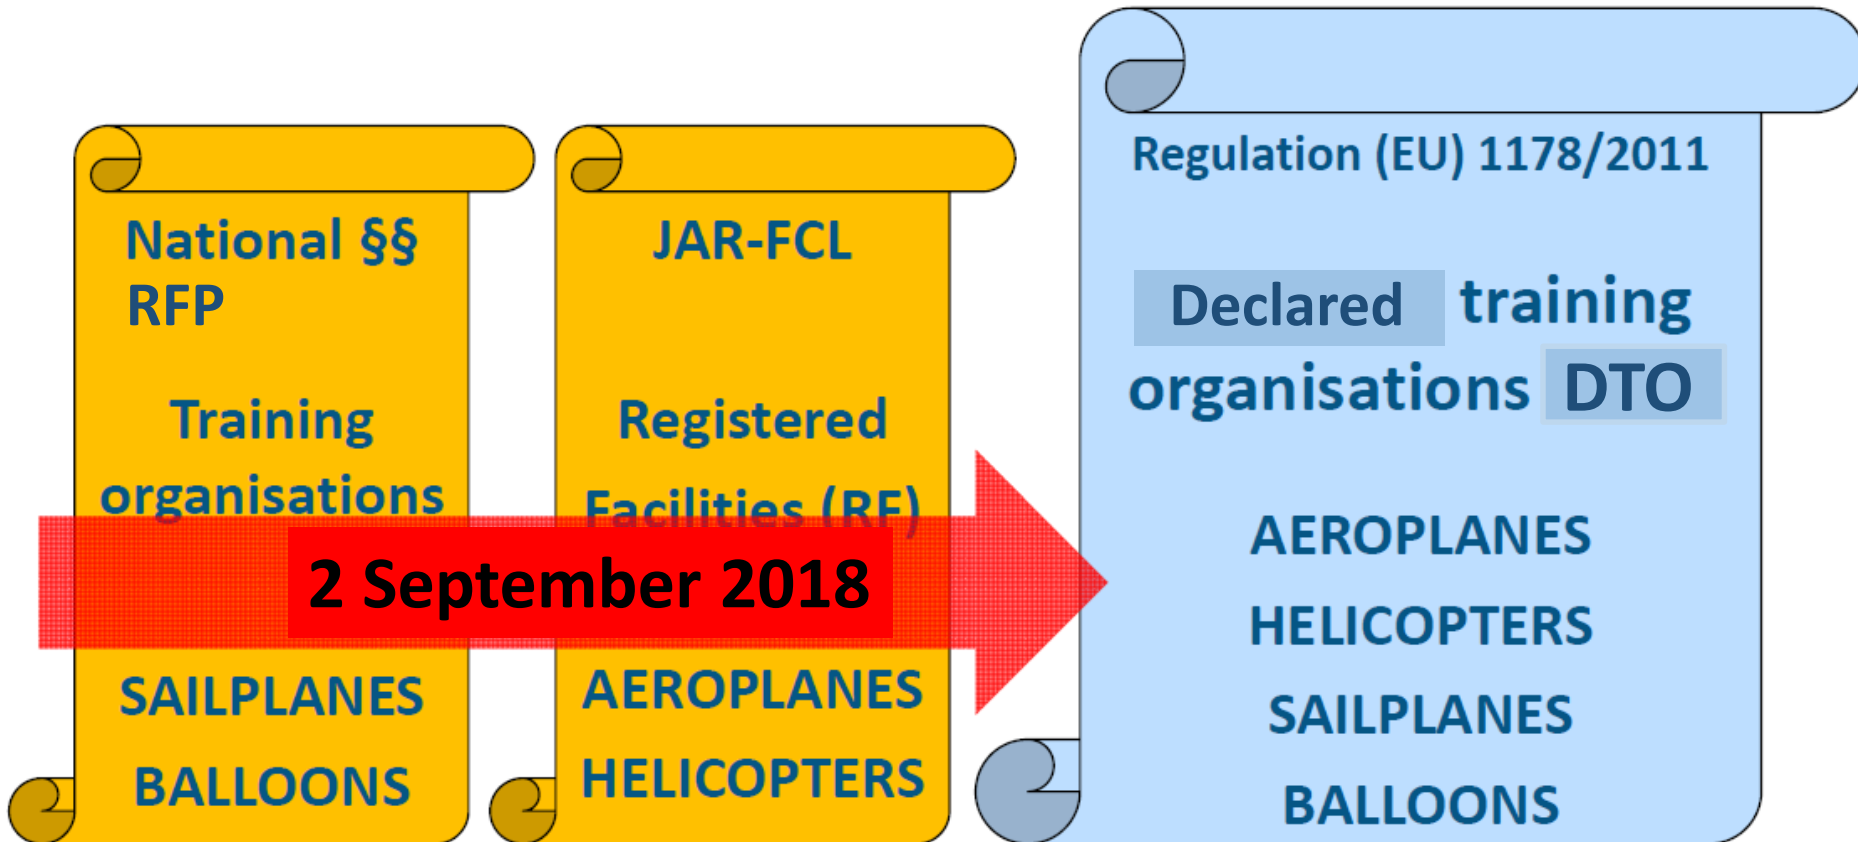 National §§
RFP
Training
organisations
SAILPLANES
BALLOONS
JAR-FCL
Registered
Facilities (RF)
AEROPLANES
HELICOPTERS
2 September 2018
Regulation (EU) 1178/2011
Declared training
organisations DTO
AEROPLANES
HELICOPTERS
SAILPLANES
BALLOONS